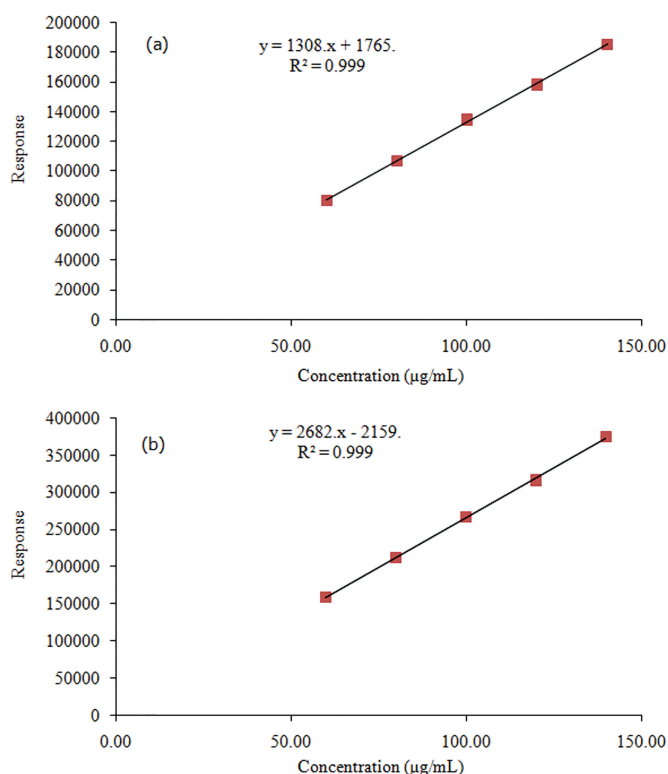 (a)
y = 1308.x + 1765.
R² = 0.999
200000
180000
160000
140000
120000
100000
80000
60000
40000
20000
0
Response
0.00 50.00 100.00 150.00
Concentration (µg/mL)
(b)
y = 2682.x - 2159.
R² = 0.999
400000
350000
300000
250000
200000
150000
100000
50000
0
Response
0.00 50.00 100.00 150.00
Concentration (µg/mL)